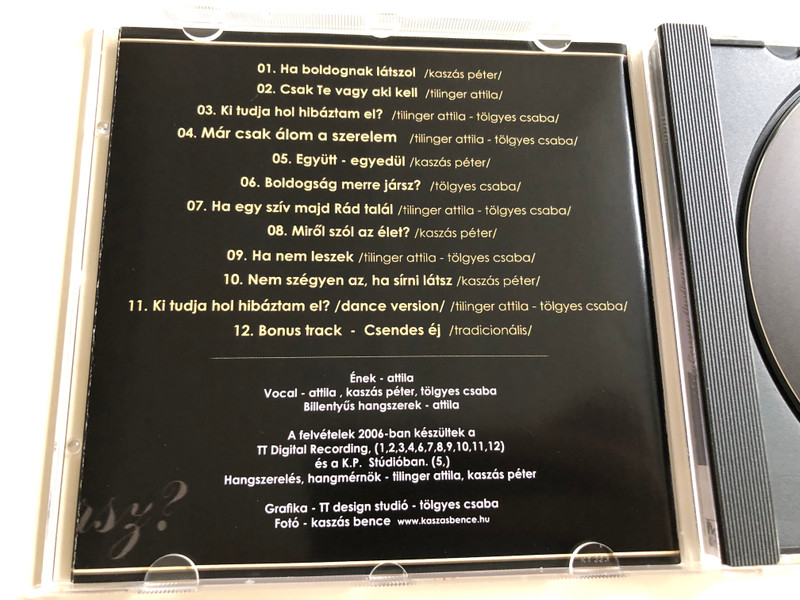 01. Ha boldognak látszol /kaszás péter/
02. Csak Te vagy aki kell /tilinger attila/
03. Ki tudja hol hibáztam el? /tilinger attila - tölgyes csaba/
04. Már csak álom a szerelem /tilinger attila - tölgyes csaba/
05. Együtt - egyedül /kaszás péter/
06. Boldogság merre jársz? /tölgyes csaba/
07. Ha egy szív majd Rád talál /tilinger attila - tölgyes csaba/
08. Miről szól az élet? /kaszás péter/
09. Ha nem leszek /tilinger attila - tölgyes csaba/
10. Nem szégyen az, ha sírni látsz /kaszás péter/
11. Ki tudja hol hibáztam el? /dance version/ /tilinger attila - tölgyes csaba/
12. Bonus track - Csendes éj /tradicionális/
Ének - attila
Vocal - attila , kaszás péter, tölgyes csaba
Billentyűs hangszerek - attila
A felvételek 2006-ban készültek a
TT Digital Recording, (1,2,3,4,6,7,8,9,10,11,12)
és a K.P. Stúdióban. (5,)
Hangszerelés, hangmérnök - tilinger attila, kaszás péter
Grafika - TT design studió - tölgyes csaba
Fotó - kaszás bence www.kaszasbence.hu
rsz?